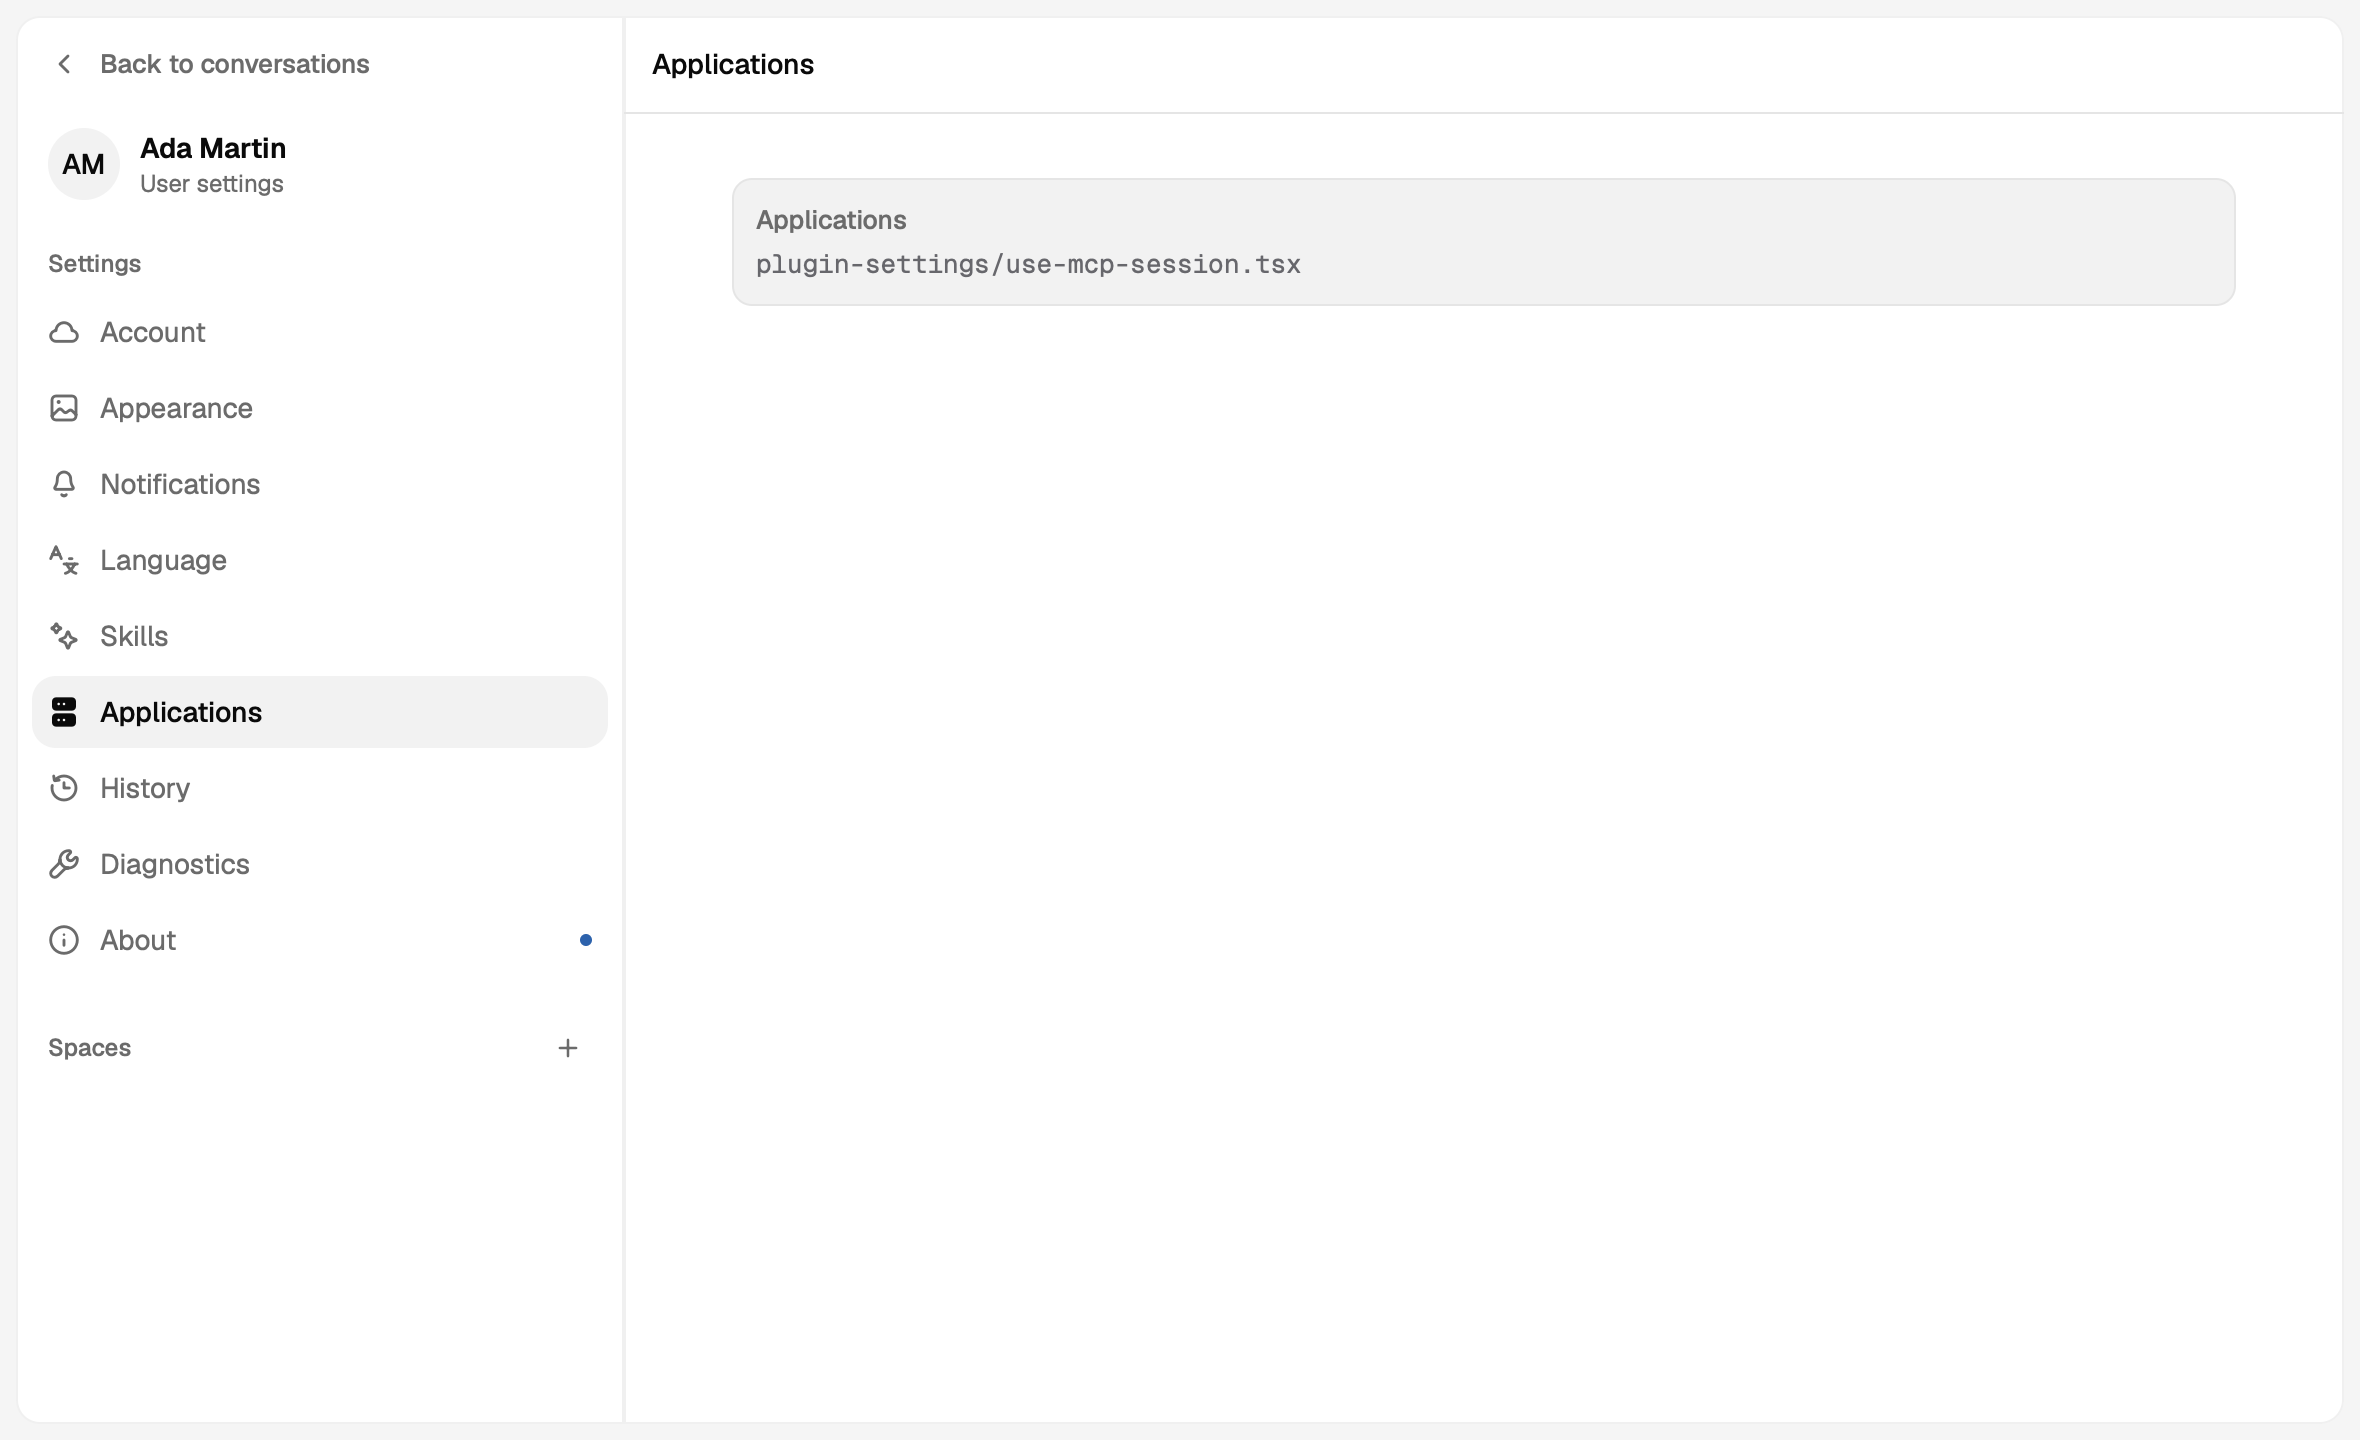 Back to conversations
AM
Ada Martin
User settings
Settings
Account
Appearance
Notifications
Language
Skills
Applications
History
Diagnostics
About
Spaces
Applications
Applications
plugin-settings/use-mcp-session.tsx